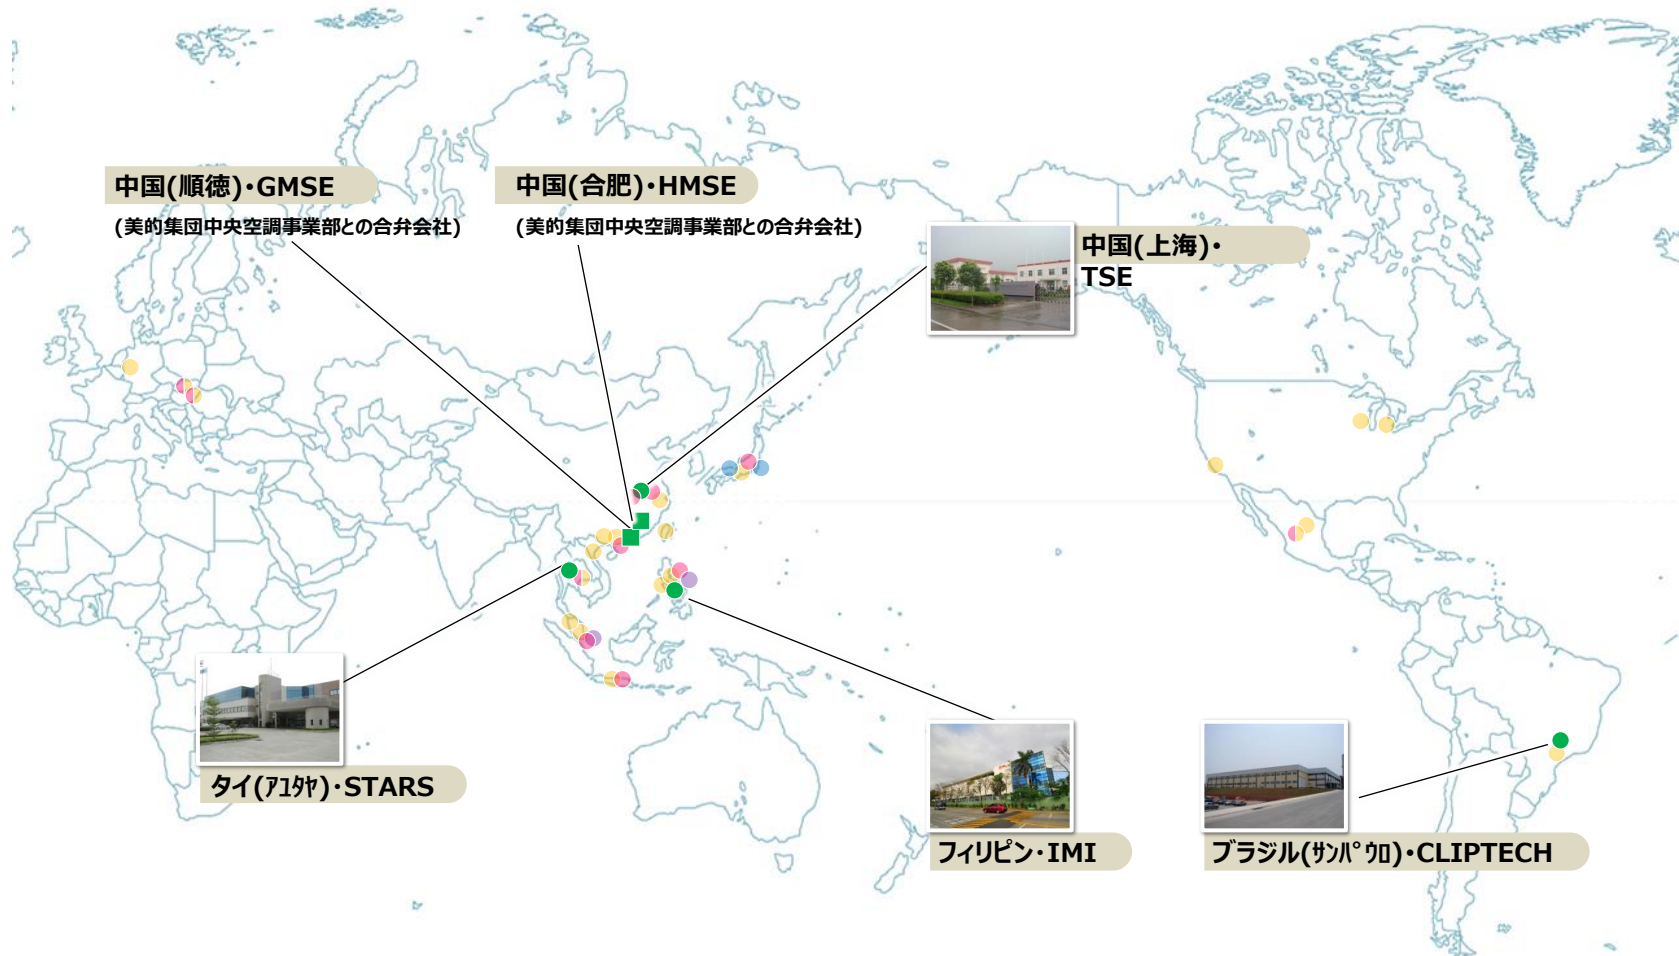 中国(順徳)・GMSE
(美的集団中央空調事業部との合弁会社)
中国(合肥)・HMSE
(美的集団中央空調事業部との合弁会社)
中国(上海)・
TSE
タイ(ｱﾕﾀﾔ)・STARS
フィリピン・IMI
ブラジル(ｻﾝﾊﾟｳﾛ)・CLIPTECH